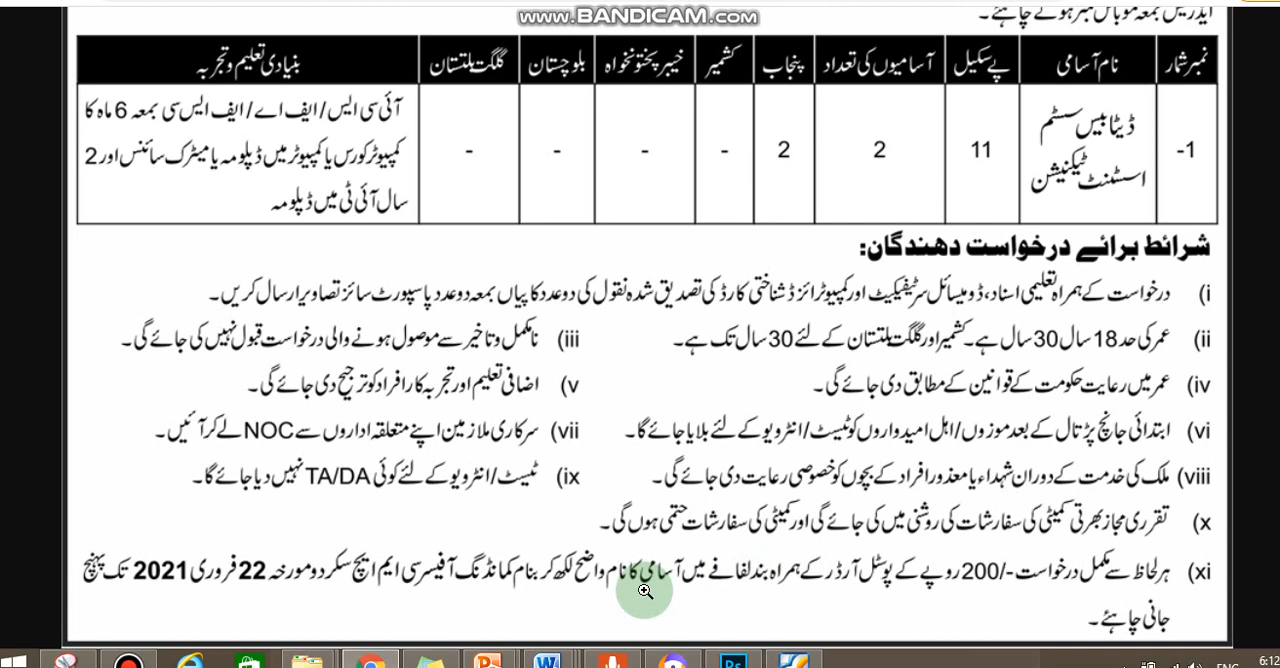 www.BANDICAM.com
ایڈریس بمعہ موبائل نمبر ہونے چاہئے۔
نمبر شمار نام آسامی پے سکیل آسامیوں کی تعداد پنجاب کشمیر خیبر پختونخواہ بلوچستان گلگت بلتستان بنیادی تعلیم و تجربہ
-1 ڈیٹا بیس سسٹم اسسٹنٹ ٹیکنیشن 11 2 2 - - - - آئی سی ایس/ایف اے/ایف ایس سی بمعہ 6 ماہ کا
کمپیوٹر کورس یا کمپیوٹر میں ڈپلومہ یا میٹرک سائنس اور 2
سال آئی ٹی میں ڈپلومہ
شرائط برائے درخواست دھندگان:
i) درخواست کے ہمراہ تعلیمی اسناد، ڈومیسائل سرٹیفکیٹ اور کمپیوٹرائزڈ شناختی کارڈ کی تصدیق شدہ نقول کی دو عدد کاپیاں بمعہ دو عدد پاسپورٹ سائز تصاویر ارسال کریں۔
ii) عمر کی حد 18 سال 30 سال ہے۔ کشمیر اور گلگت بلتستان کے لئے 30 سال تک ہے۔
iii) نامکمل و تاخیر سے موصول ہونے والی درخواست قبول نہیں کی جائے گی۔
iv) عمر میں رعایت حکومت کے قوانین کے مطابق دی جائے گی۔
v) اضافی تعلیم اور تجربہ کار افراد کو ترجیح دی جائے گی۔
vi) ابتدائی جانچ پڑتال کے بعد موزوں/اہل امیدواروں کو ٹیسٹ/انٹرویو کے لئے بلایا جائے گا۔
vii) سرکاری ملازمین اپنے متعلقہ اداروں سے NOC لے کر آئیں۔
viii) ملک کی خدمت کے دوران شہداء یا معذور افراد کے بچوں کو خصوصی رعایت دی جائے گی۔
ix) ٹیسٹ/انٹرویو کے لئے کوئی TA/DA نہیں دیا جائے گا۔
x) تقرری مجاز بھرتی کمیٹی کی سفارشات کی روشنی میں کی جائے گی اور کمیٹی کی سفارشات حتمی ہوں گی۔
xi) ہر لحاظ سے مکمل درخواست -/200 روپے کے پوسٹل آرڈر کے ہمراہ بند لفافے میں آسامی کا نام واضح لکھ کر بنام کمانڈنگ آفیسر سی ایم ایچ سکردو مورخہ 22 فروری 2021 تک پہنچ
جانی چاہئے۔
6:12